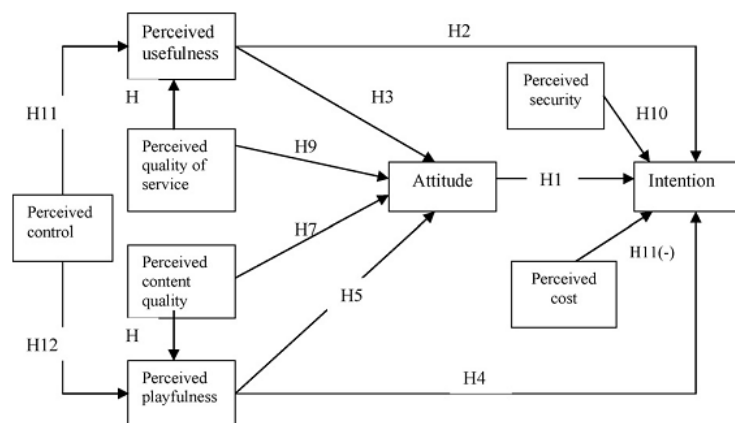 Perceived
usefulness
H2
H
H3
Perceived
security
H10
H11
Perceived
quality of
service
H9
Attitude
H1
Intention
Perceived
control
H7
Perceived
content
quality
H11(-)
Perceived
cost
H5
H
H12
Perceived
playfulness
H4